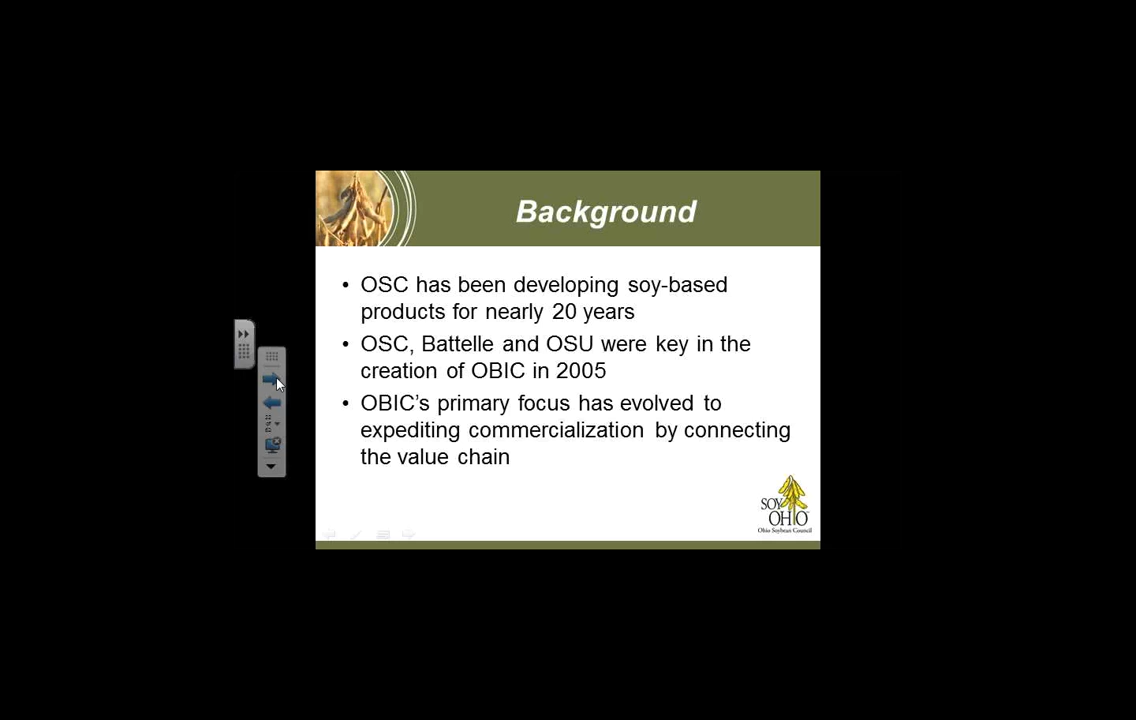 Background
• OSC has been developing soy-based
products for nearly 20 years
• OSC, Battelle and OSU were key in the
creation of OBIC in 2005
• OBIC’s primary focus has evolved to
expediting commercialization by connecting
the value chain
SOY
OHIO
Ohio Soybean Council